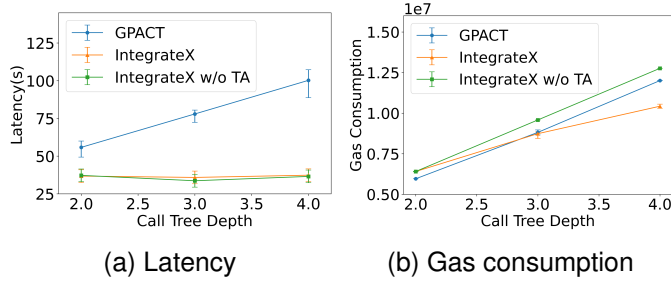 GPACT
IntegrateX
IntegrateX w/o TA
Latency(s)
125
100
75
50
25
2.0 2.5 3.0 3.5 4.0
Call Tree Depth
(a) Latency
1e7
GPACT
IntegrateX
IntegrateX w/o TA
Gas Consumption
1.50
1.25
1.00
0.75
0.50
2.0 2.5 3.0 3.5 4.0
Call Tree Depth
(b) Gas consumption